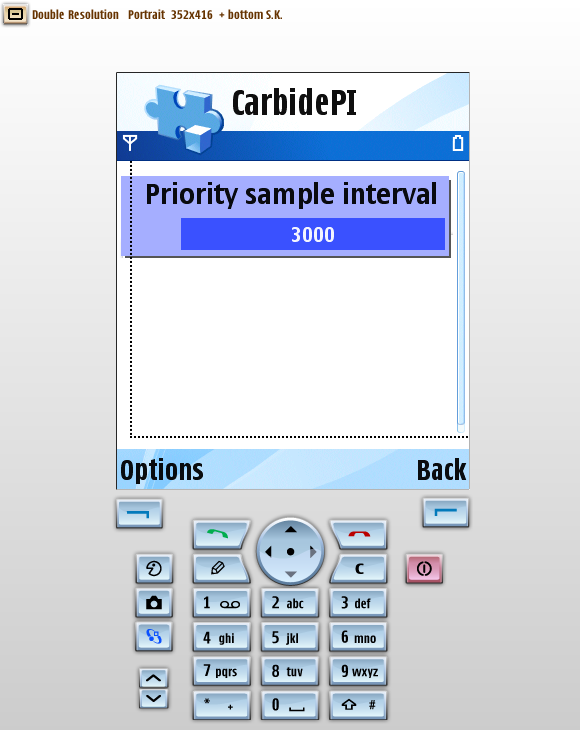 Double Resolution Portrait 352x416 + bottom S.K.
CarbidePI
Priority sample interval
3000
Options Back
C
1 2 abc 3 def
4 ghi 5 jkl 6 mno
7 pqrs 8 tuv 9 wxyz
* + 0 #